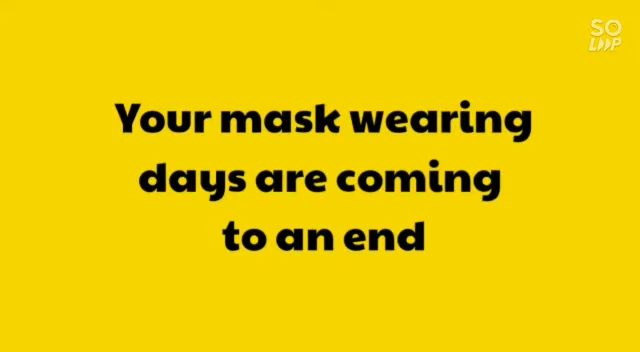 SO
LOOP
Your mask wearing
days are coming
to an end